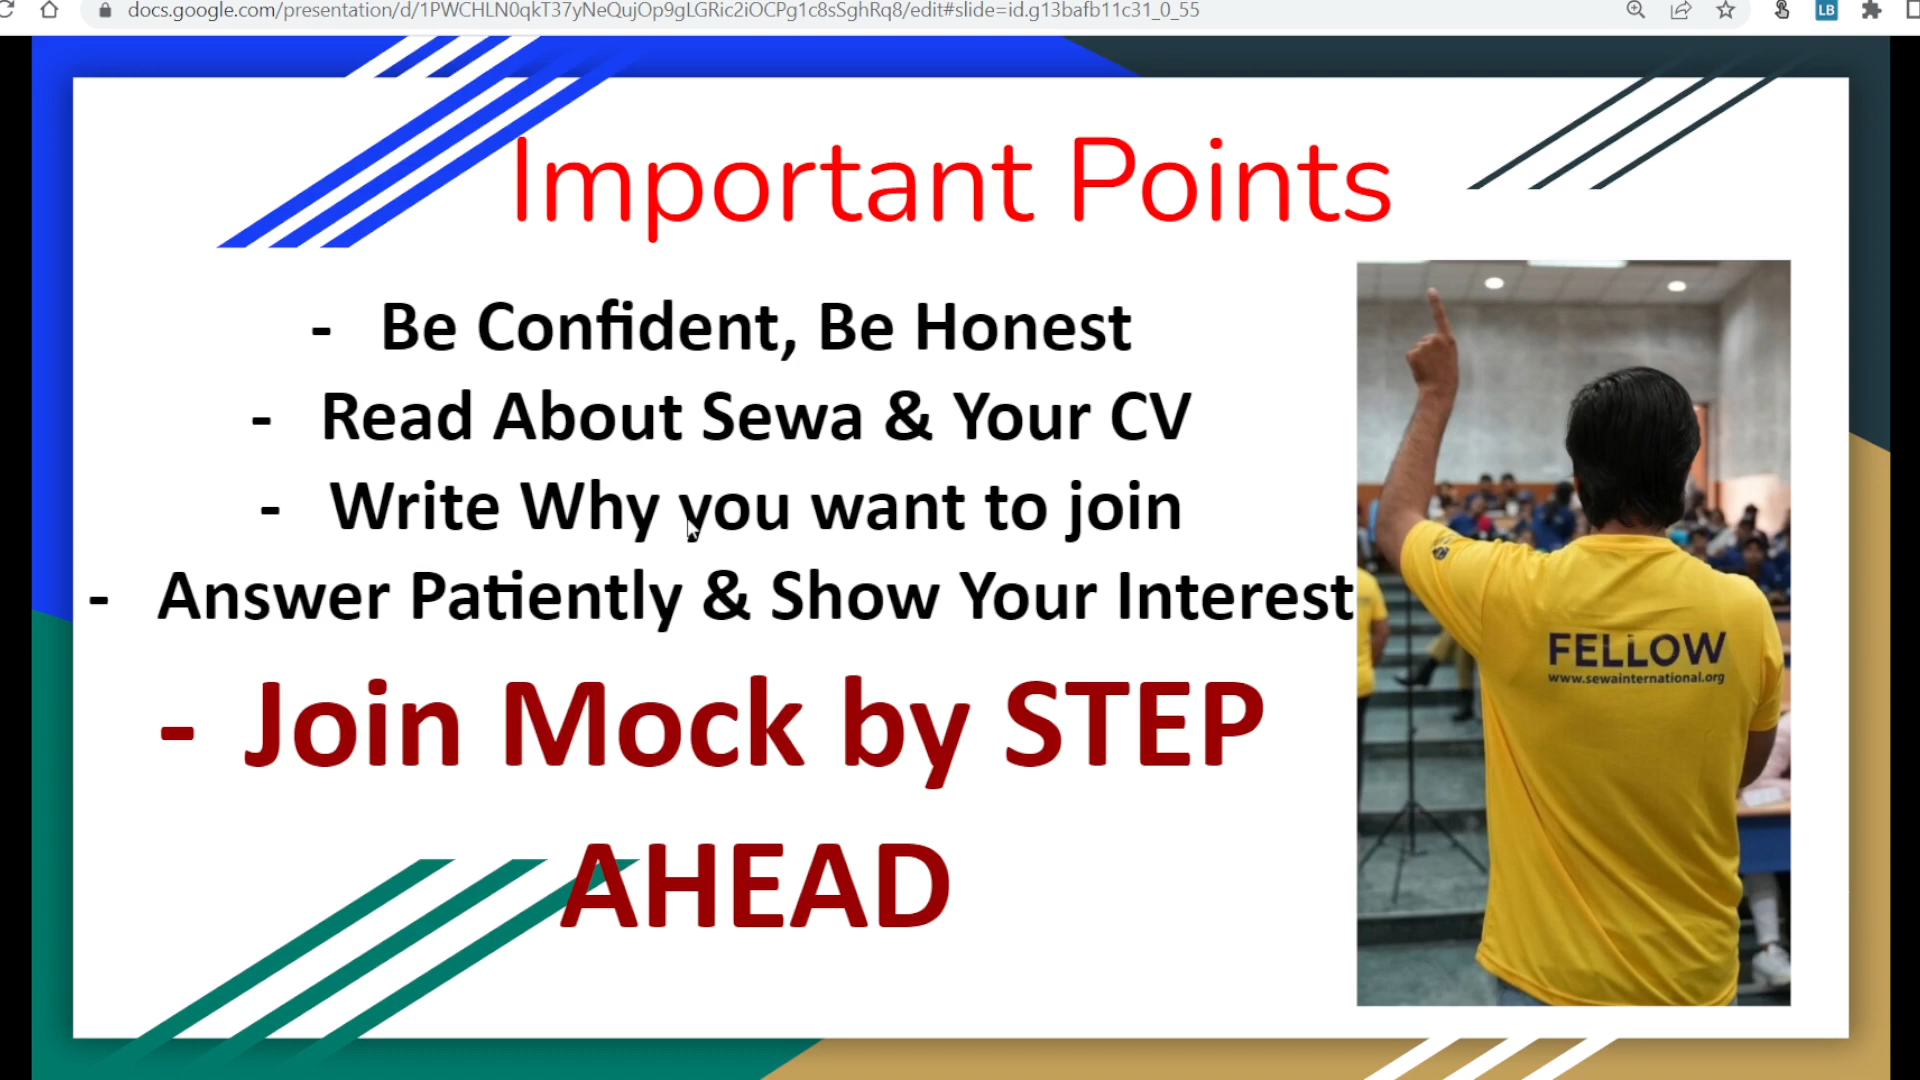 docs.google.com/presentation/d/1PWCHLN0qkT37yNeQujOp9gLGRic2iOCPg1c8sSghRq8/edit#slide=id.g13bafb11c31_0_55
LB
Important Points
- Be Confident, Be Honest
- Read About Sewa & Your CV
- Write Why you want to join
- Answer Patiently & Show Your Interest
- Join Mock by STEP
AHEAD
FELLOW
www.sewainternational.org